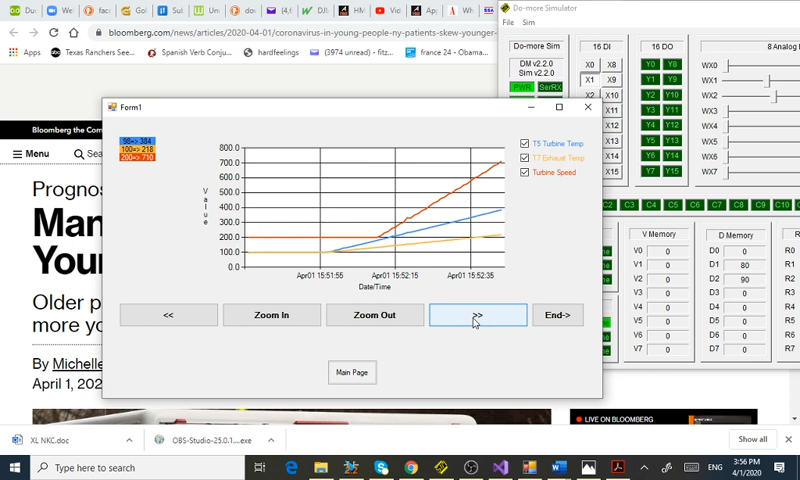 Do-more Simulator
bloomberg.com/news/articles/2020-04-01/coronavirus-in-young-people-ny-patients-skew-younger-
File Sim
Texas Ranchers See...
Spanish Verb Conju...
hardfeelings
(3974 unread) - fitz...
france 24 - Obama...
Do-more Sim
16 DI
16 DO
8 Analog
DM v2.2.0
Sim v2.2.0
PWR SerRX
X0 X8
X1 X9
X2 X10
X11
X12
X13
X14
X15
Y0 Y8
Y1 Y9
Y2 Y10
Y3 Y11
Y4 Y12
Y5 Y13
Y6 Y14
Y7 Y15
WX0
WX1
WX2
WX3
WX4
WX5
WX6
WX7
Form1
98=> 384
100=> 218
200=> 710
Value
800.0
700.0
600.0
500.0
400.0
300.0
200.0
100.0
0.0
Apr01 15:51:55
Apr01 15:52:15
Apr01 15:52:35
Date/Time
T5 Turbine Temp
T7 Exhaust Temp
Turbine Speed
<<
Zoom In
Zoom Out
>>
End->
Main Page
C2 C3 C4 C5 C6 C7 C8 C9 C10
V Memory
V0 0
V1 0
V2 0
V3 0
V4 0
V5 0
V6 0
V7 0
D Memory
D0 0
D1 80
D2 90
D3 0
D4 0
D5 0
D6 0
D7 0
R0
R1
R2
R3
R4
R5
R6
R7
Bloomberg the Com
Menu
Sea
Prognos
Man
You
Older p
more yo
By Michelle
April 1, 202
LIVE ON BLOOMBERG
XL NKC.doc
OBS-Studio-25.0.1....exe
Show all
Type here to search
ENG
3:56 PM
4/1/2020